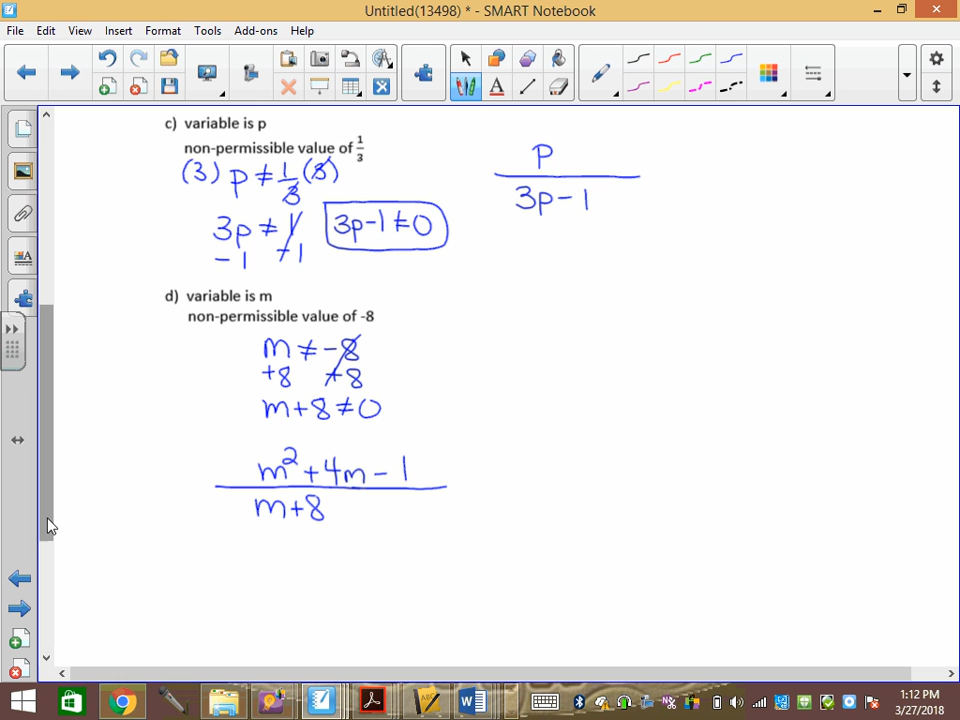 Untitled(13498) * - SMART Notebook
File Edit View Insert Format Tools Add-ons Help
c) variable is p
non-permissible value of 1/3
(3) p ≠ 1/3 (3)
3p ≠ 1
-1 -1
3p-1≠0
p
3p-1
d) variable is m
non-permissible value of -8
m ≠ -8
+8 +8
m+8≠0
m²+4m-1
m+8
1:12 PM
3/27/2018